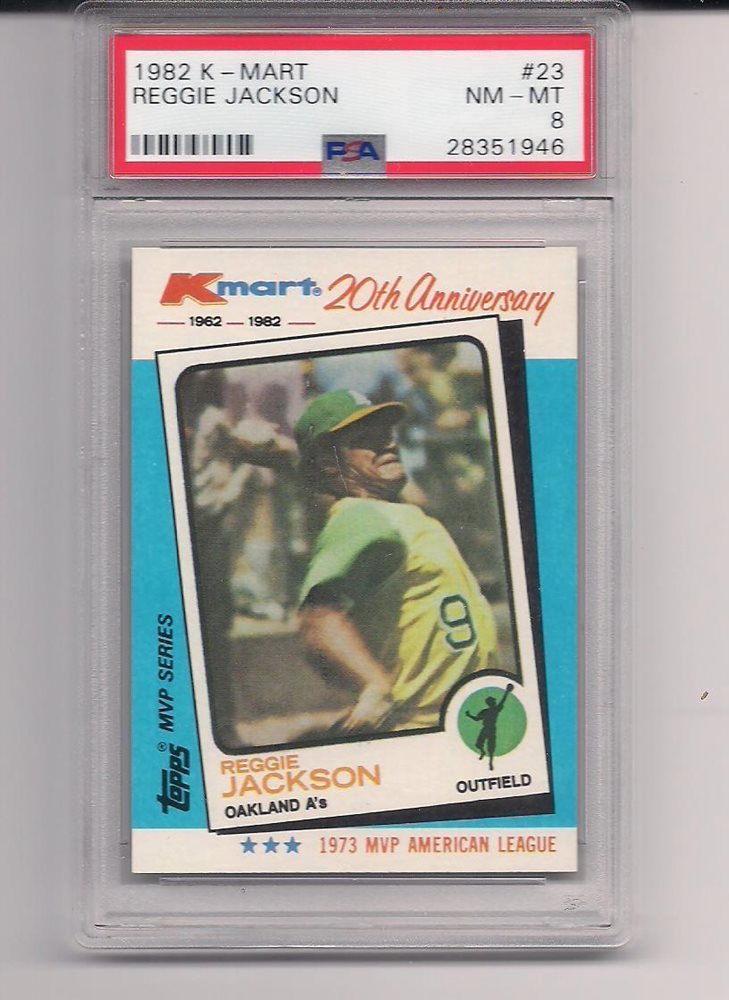 1982 K-MART #23
REGGIE JACKSON NM-MT
8
PSA 28351946
Kmart® 20th Anniversary
1962 — 1982
9
topps® MVP SERIES
REGGIE
JACKSON
OAKLAND A's
OUTFIELD
★★★ 1973 MVP AMERICAN LEAGUE